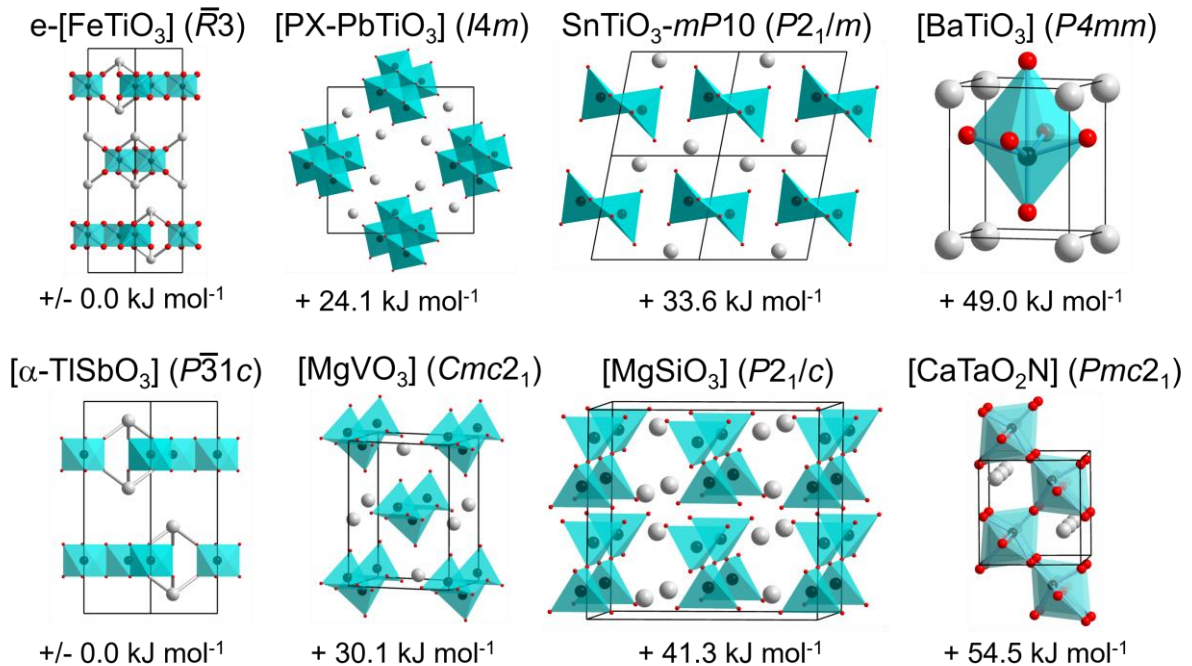 e-[FeTiO₃] (R̅3) [PX-PbTiO₃] (I4m) SnTiO₃-mP10 (P2₁/m) [BaTiO₃] (P4mm)
+/- 0.0 kJ mol⁻¹ + 24.1 kJ mol⁻¹ + 33.6 kJ mol⁻¹ + 49.0 kJ mol⁻¹
[α-TlSbO₃] (P3̅1c) [MgVO₃] (Cmc2₁) [MgSiO₃] (P2₁/c) [CaTaO₂N] (Pmc2₁)
+/- 0.0 kJ mol⁻¹ + 30.1 kJ mol⁻¹ + 41.3 kJ mol⁻¹ + 54.5 kJ mol⁻¹